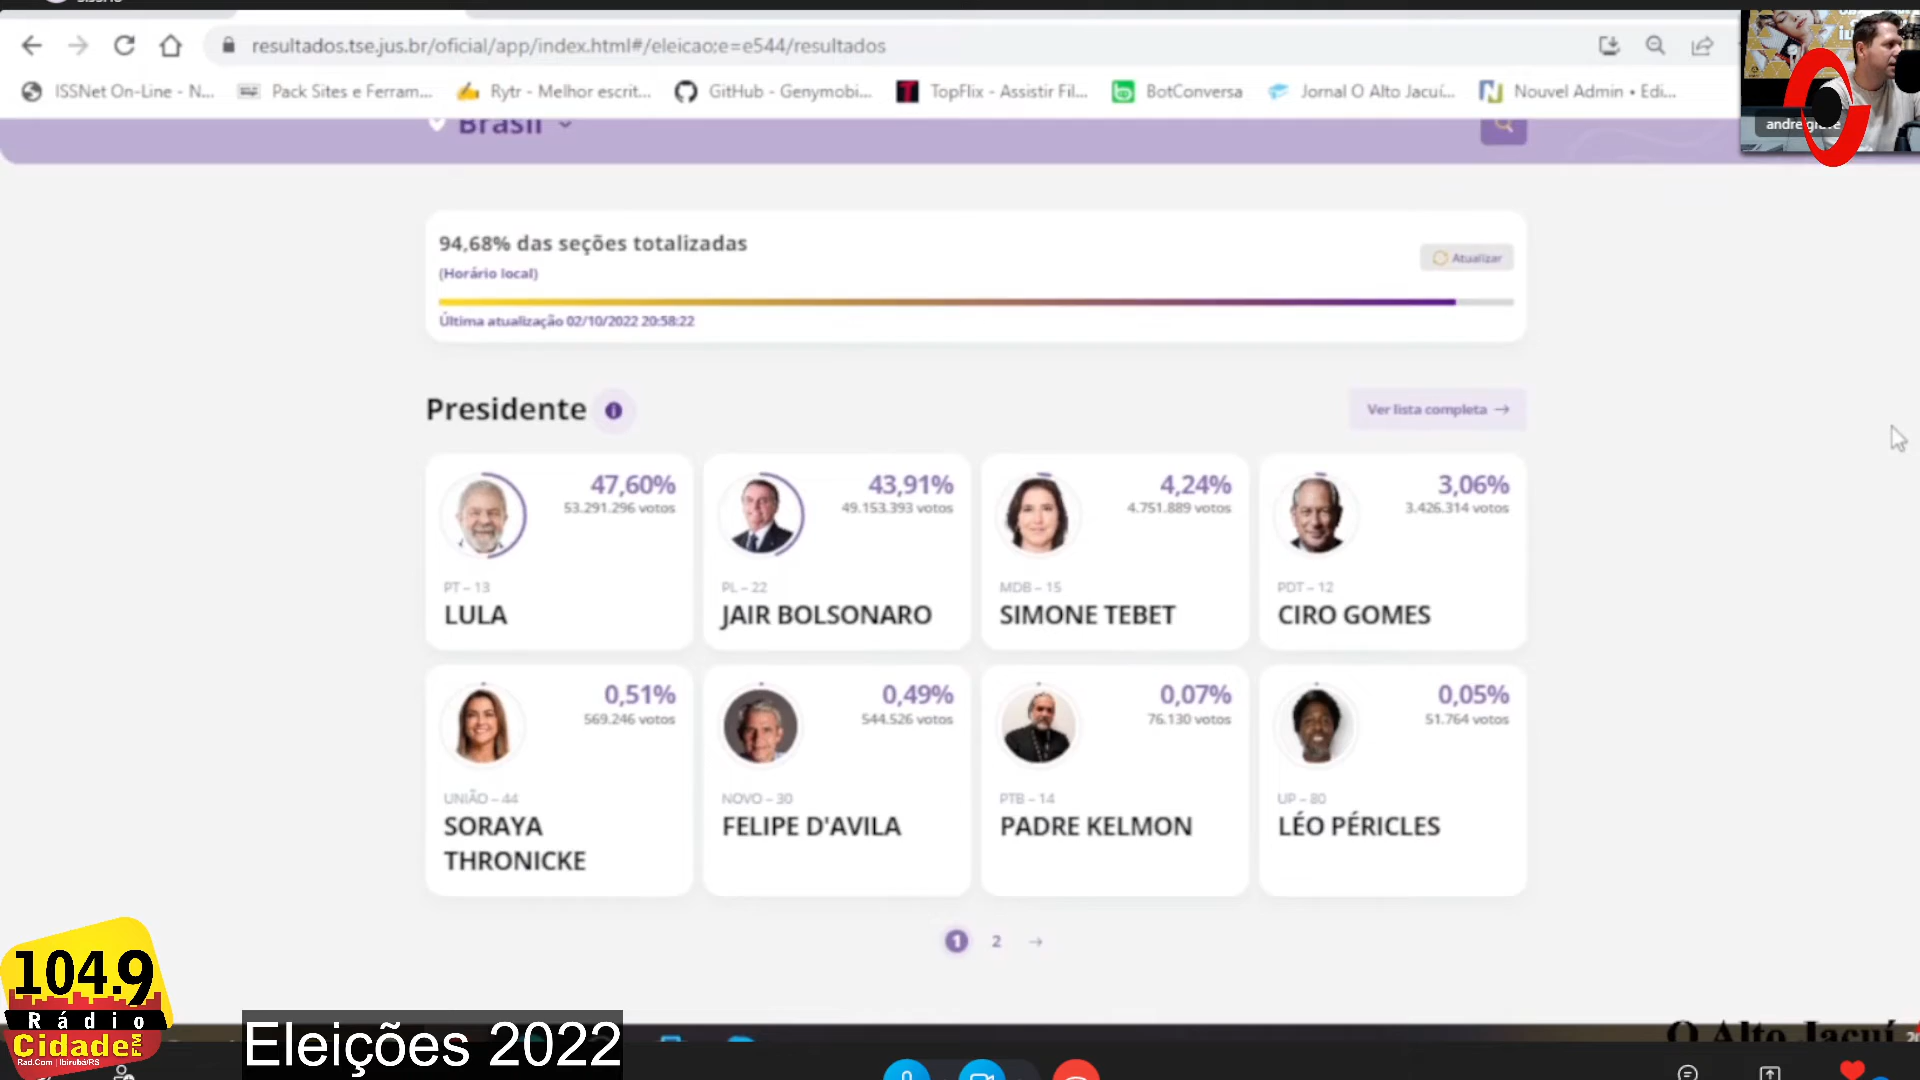 resultados.tse.jus.br/oficial/app/index.html#/eleicao:e=e544/resultados
ISSNet On-Line - N...
Pack Sites e Ferram...
Rytr - Melhor escrit...
GitHub - Genymobi...
TopFlix - Assistir Fil...
BotConversa
Jornal O Alto Jacuí...
Nouvel Admin • Edi...
Brasil
94,68% das seções totalizadas
(Horário local)
Atualizar
Última atualização 02/10/2022 20:58:22
Presidente
Ver lista completa →
47,60%
53.291.296 votos
PT – 13
LULA
43,91%
49.153.393 votos
PL – 22
JAIR BOLSONARO
4,24%
4.751.889 votos
MDB – 15
SIMONE TEBET
3,06%
3.426.314 votos
PDT – 12
CIRO GOMES
0,51%
569.246 votos
UNIÃO – 44
SORAYA
THRONICKE
0,49%
544.526 votos
NOVO – 30
FELIPE D'AVILA
0,07%
76.130 votos
PTB – 14
PADRE KELMON
0,05%
51.764 votos
UP – 80
LÉO PÉRICLES
1 2 →
104.9
Rádio
Cidade FM
Rad.Com | Ibirubá/RS
Eleições 2022
O Alto Jacuí